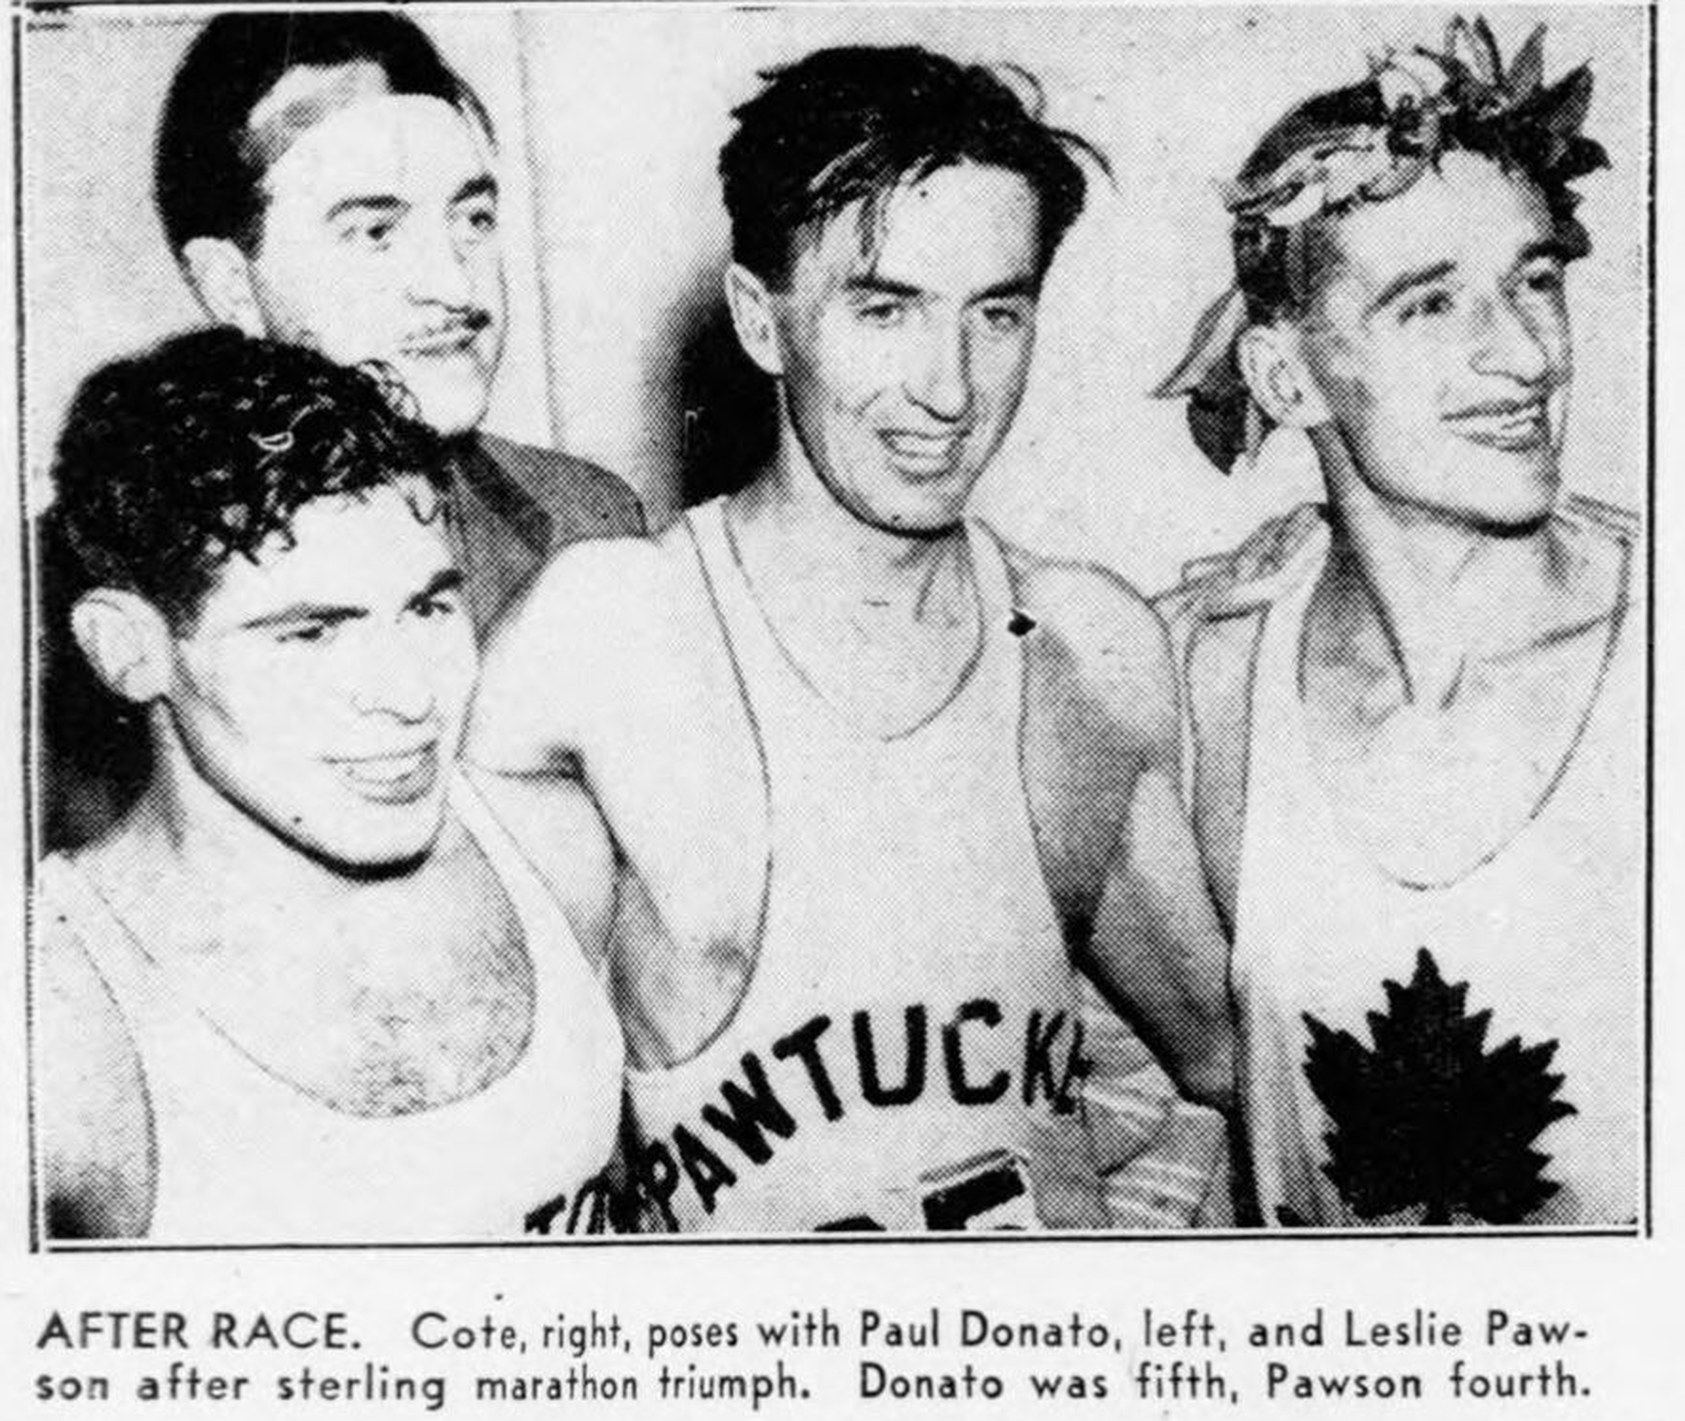 PAWTUCK
AFTER RACE. Cote, right, poses with Paul Donato, left, and Leslie Paw-
son after sterling marathon triumph. Donato was fifth, Pawson fourth.